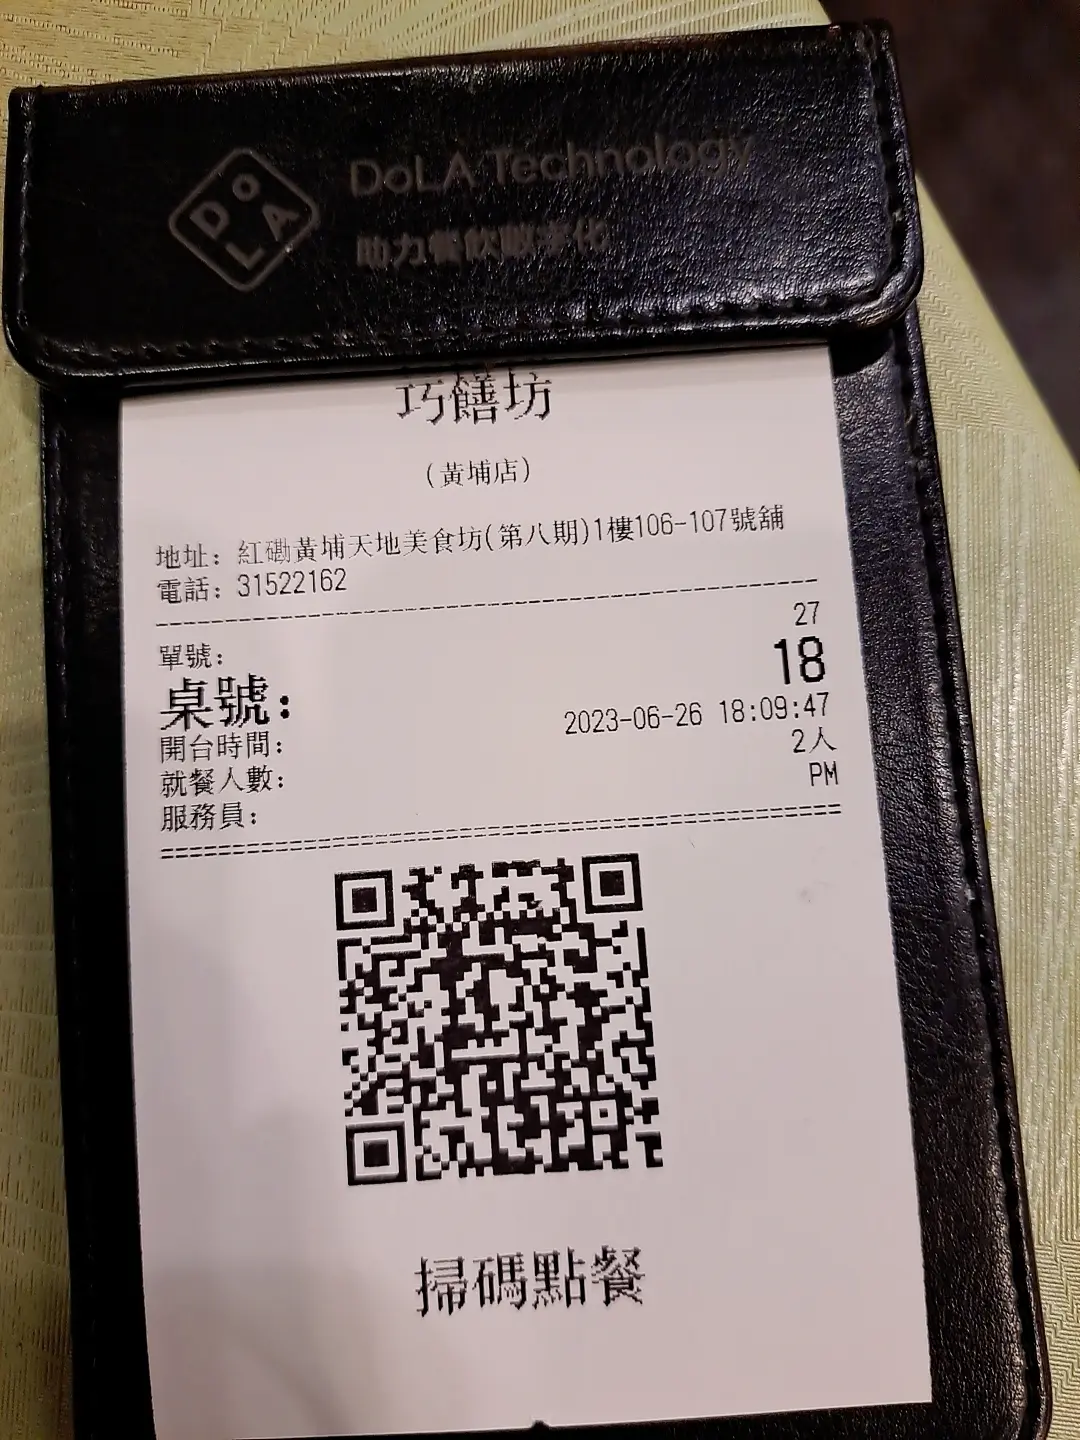 DOLA
DoLA Technology
助力餐飲數字化
巧饍坊
(黃埔店)
地址: 紅磡黃埔天地美食坊(第八期)1樓106-107號舖
電話: 31522162
單號: 27
桌號: 18
開台時間: 2023-06-26 18:09:47
就餐人數: 2人
服務員: PM
掃碼點餐